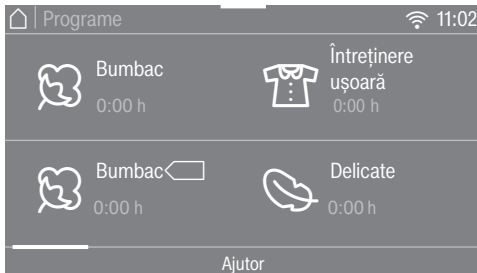 Programe 11:02
Bumbac
0:00 h
Întreținere
ușoară
0:00 h
Bumbac
0:00 h
Delicate
0:00 h
Ajutor